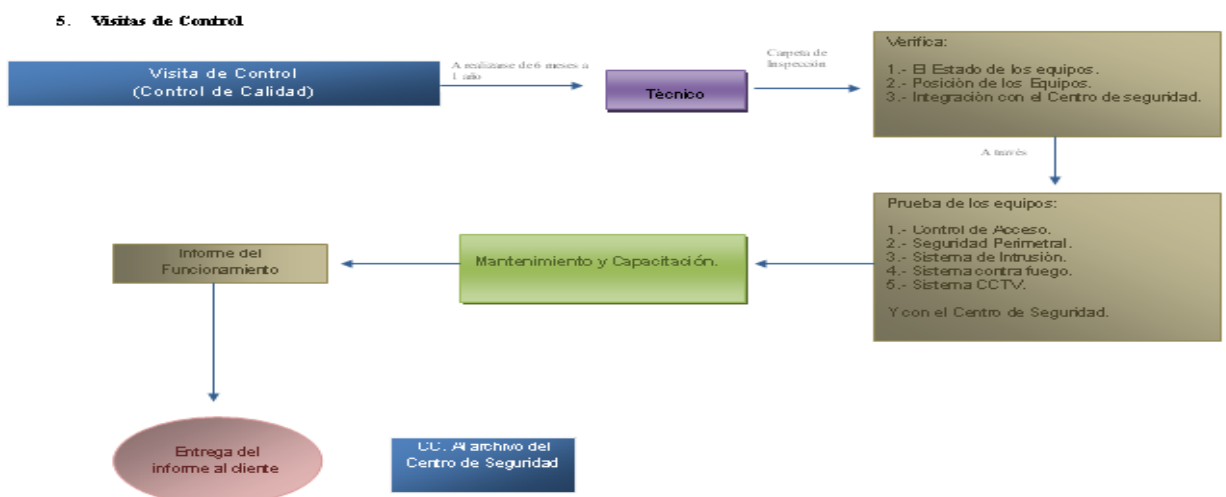 5. Visitas de Control
Visita de Control
(Control de Calidad)
A realizarse de 6 meses a
1 año
Técnico
Carpeta de
Inspección
Verifica:
1.- El Estado de los equipos.
2.- Posición de los Equipos.
3.- Integración con el Centro de seguridad.
A través
Prueba de los equipos:
1.- Control de Acceso.
2.- Seguridad Perimetral.
3.- Sistema de Intrusión.
4.- Sistema contra fuego.
5.- Sistema CCTV.
Y con el Centro de Seguridad.
Mantenimiento y Capacitación.
Informe del
Funcionamiento
Entrega del
informe al cliente
CC. Al archivo del
Centro de Seguridad